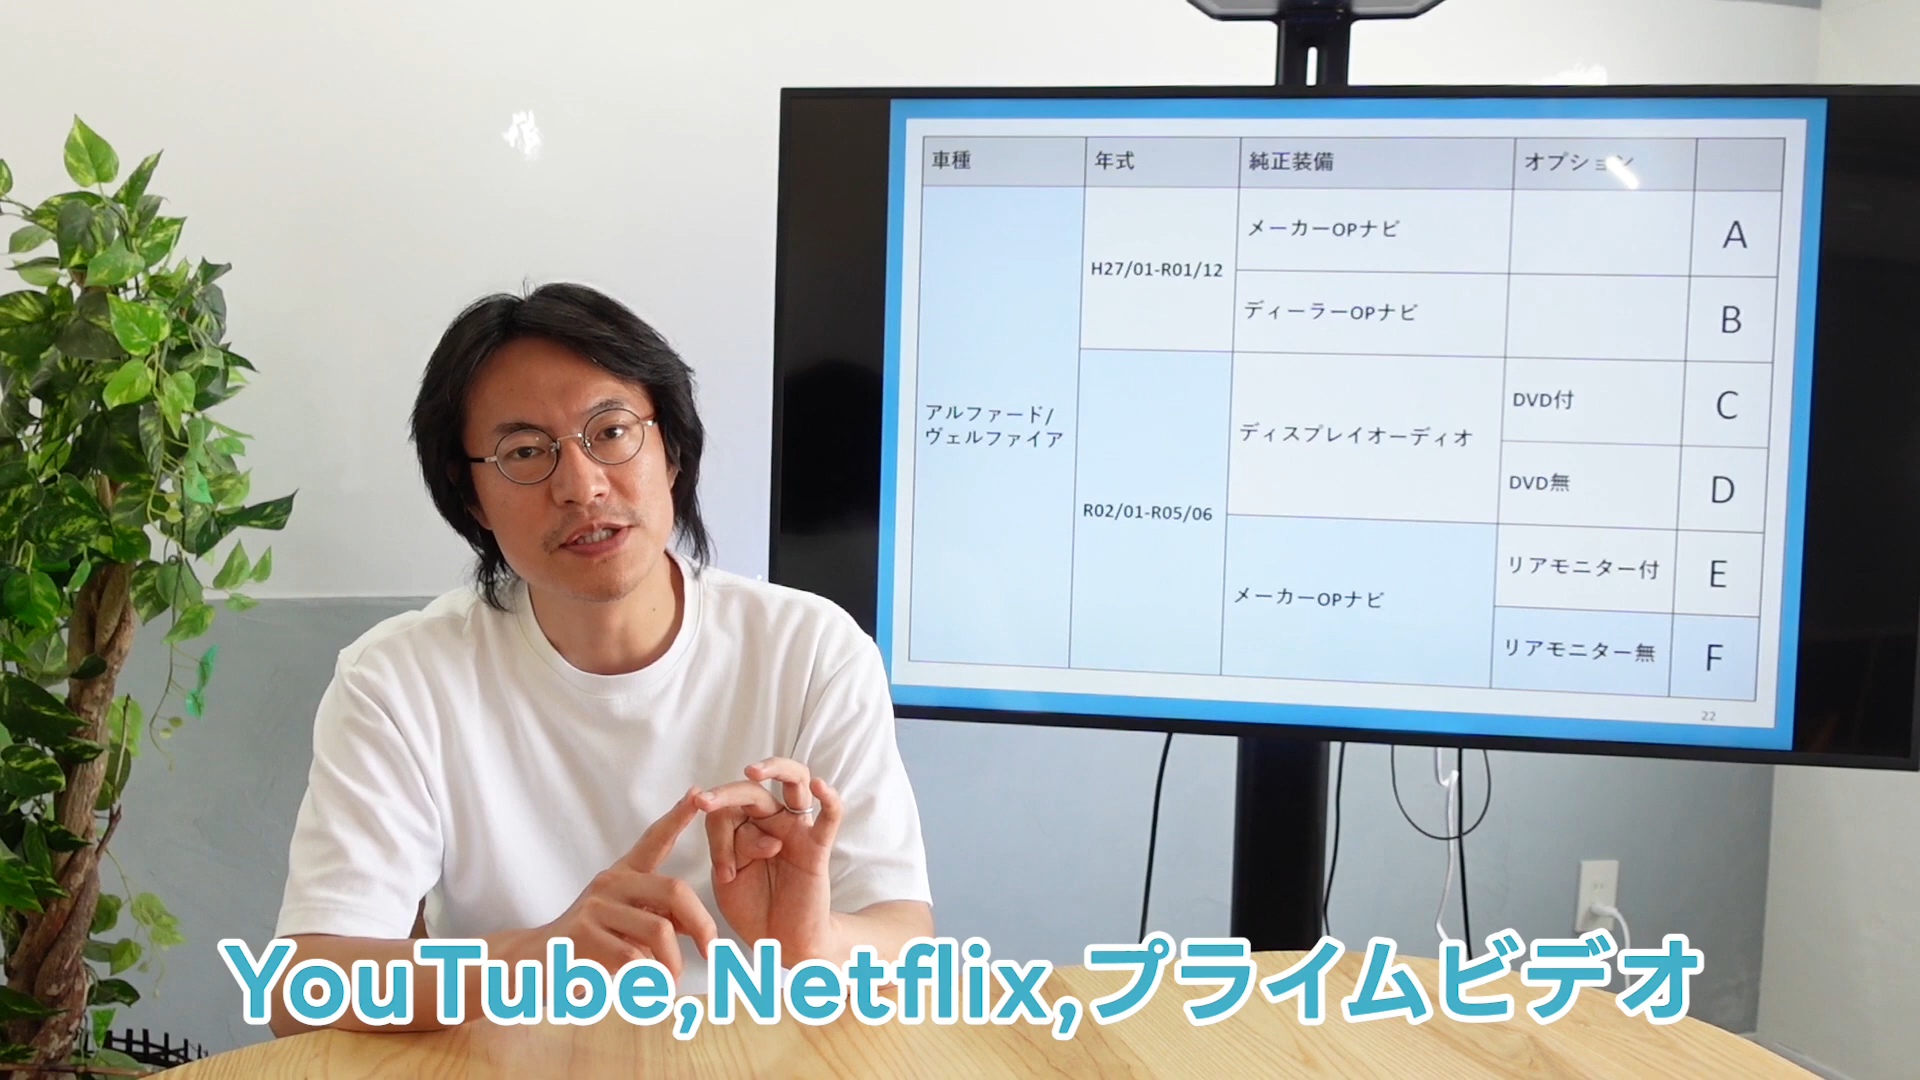 車種 年式 純正装備 オプション
アルファード/
ヴェルファイア
H27/01-R01/12
メーカーOPナビ A
ディーラーOPナビ B
R02/01-R05/06
ディスプレイオーディオ
DVD付 C
DVD無 D
メーカーOPナビ
リアモニター付 E
リアモニター無 F
22
YouTube,Netflix,プライムビデオ